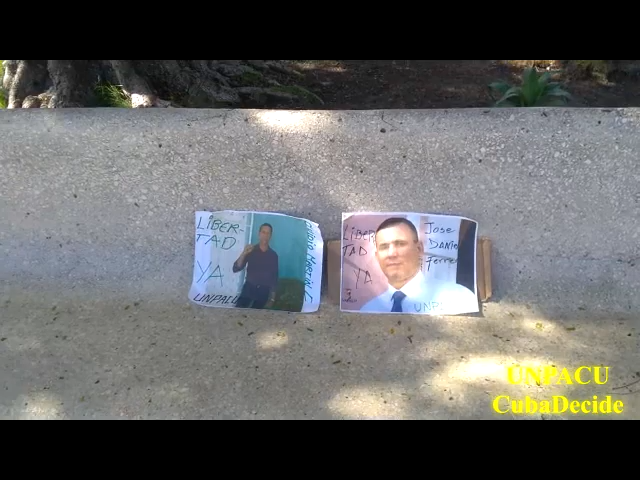 LIBER-
TAD
YA
UNPACU
LIBER
TAD
YA
Jose
Daniel
Ferrer
UNPACU
CubaDecide